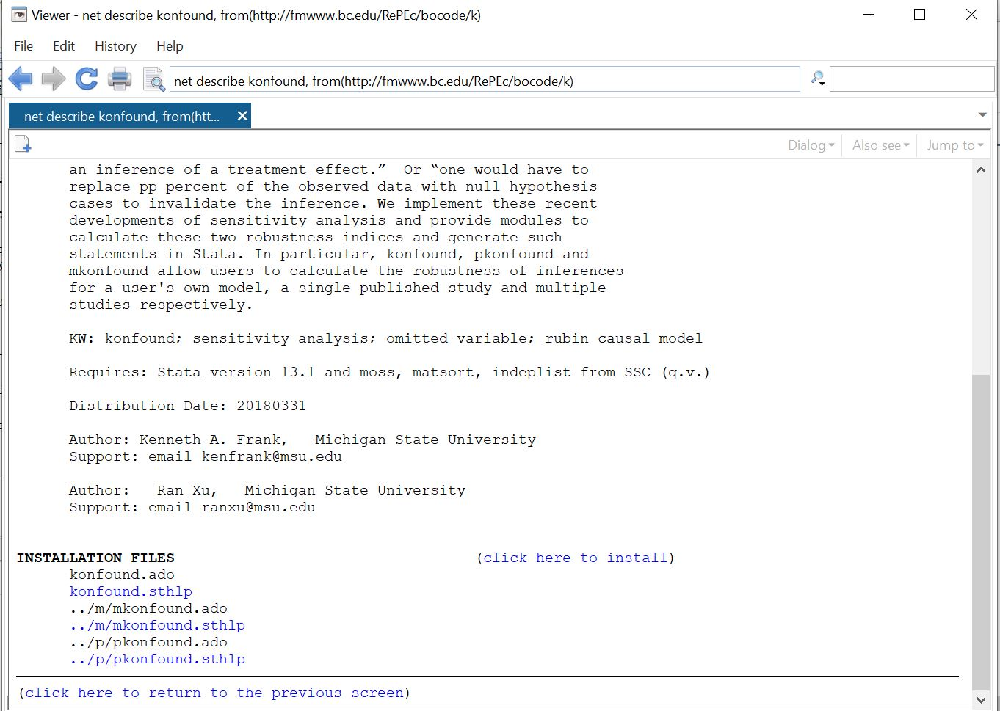 Viewer - net describe konfound, from(http://fmwww.bc.edu/RePEc/bocode/k)
File Edit History Help
net describe konfound, from(http://fmwww.bc.edu/RePEc/bocode/k)
net describe konfound, from(htt...
Dialog Also see Jump to
an inference of a treatment effect.” Or “one would have to
replace pp percent of the observed data with null hypothesis
cases to invalidate the inference. We implement these recent
developments of sensitivity analysis and provide modules to
calculate these two robustness indices and generate such
statements in Stata. In particular, konfound, pkonfound and
mkonfound allow users to calculate the robustness of inferences
for a user's own model, a single published study and multiple
studies respectively.
KW: konfound; sensitivity analysis; omitted variable; rubin causal model
Requires: Stata version 13.1 and moss, matsort, indeplist from SSC (q.v.)
Distribution-Date: 20180331
Author: Kenneth A. Frank, Michigan State University
Support: email kenfrank@msu.edu
Author: Ran Xu, Michigan State University
Support: email ranxu@msu.edu
INSTALLATION FILES (click here to install)
konfound.ado
konfound.sthlp
../m/mkonfound.ado
../m/mkonfound.sthlp
../p/pkonfound.ado
../p/pkonfound.sthlp
(click here to return to the previous screen)